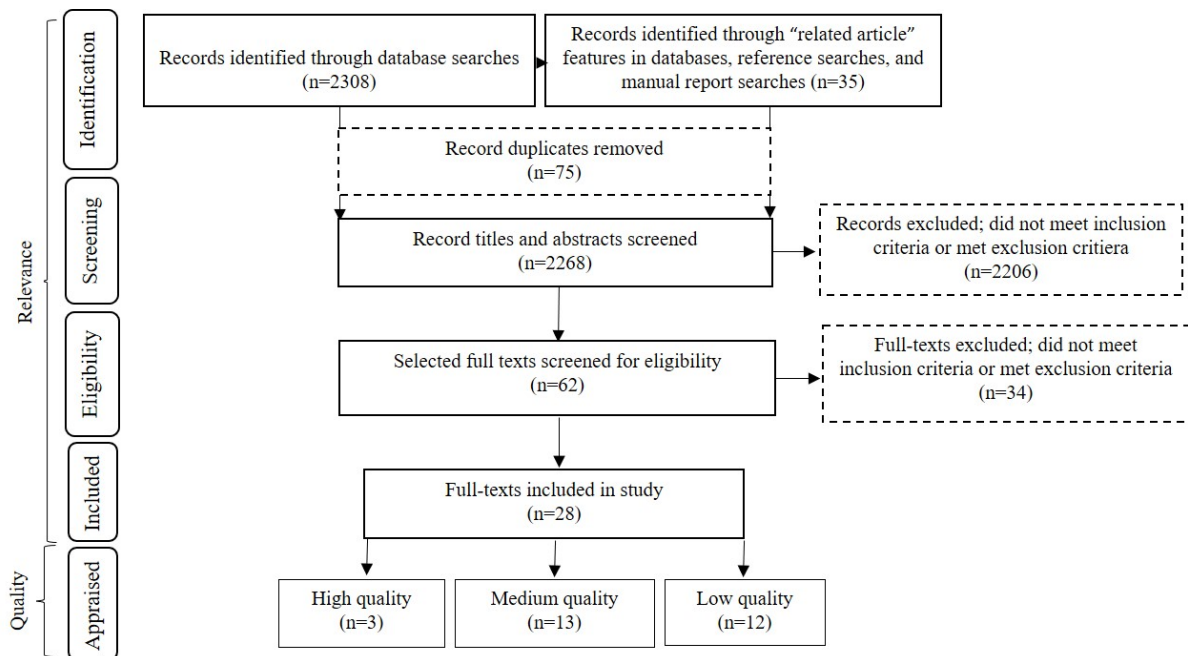 Relevance
Quality
Identification
Screening
Eligibility
Included
Appraised
Records identified through database searches
(n=2308)
Records identified through “related article”
features in databases, reference searches, and
manual report searches (n=35)
Record duplicates removed
(n=75)
Record titles and abstracts screened
(n=2268)
Records excluded; did not meet inclusion
criteria or met exclusion critiera
(n=2206)
Selected full texts screened for eligibility
(n=62)
Full-texts excluded; did not meet
inclusion criteria or met exclusion criteria
(n=34)
Full-texts included in study
(n=28)
High quality
(n=3)
Medium quality
(n=13)
Low quality
(n=12)